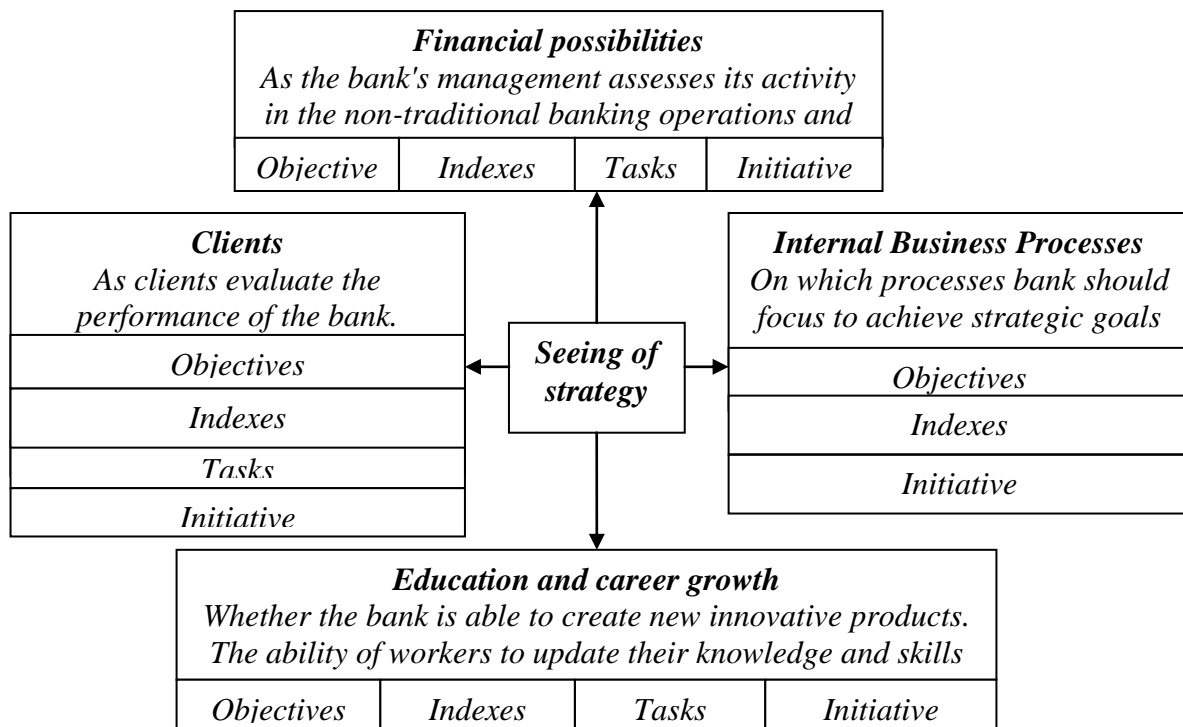 Financial possibilities
As the bank's management assesses its activity
in the non-traditional banking operations and
Objective Indexes Tasks Initiative
Clients
As clients evaluate the
performance of the bank.
Objectives
Indexes
Tasks
Initiative
Seeing of
strategy
Internal Business Processes
On which processes bank should
focus to achieve strategic goals
Objectives
Indexes
Initiative
Education and career growth
Whether the bank is able to create new innovative products.
The ability of workers to update their knowledge and skills
Objectives Indexes Tasks Initiative